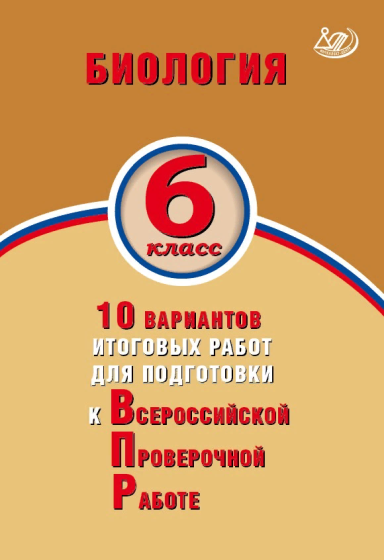 БИОЛОГИЯ
6
класс
10 ВАРИАНТОВ
ИТОГОВЫХ РАБОТ
ДЛЯ ПОДГОТОВКИ
К ВСЕРОССИЙСКОЙ
ПРОВЕРОЧНОЙ
РАБОТЕ